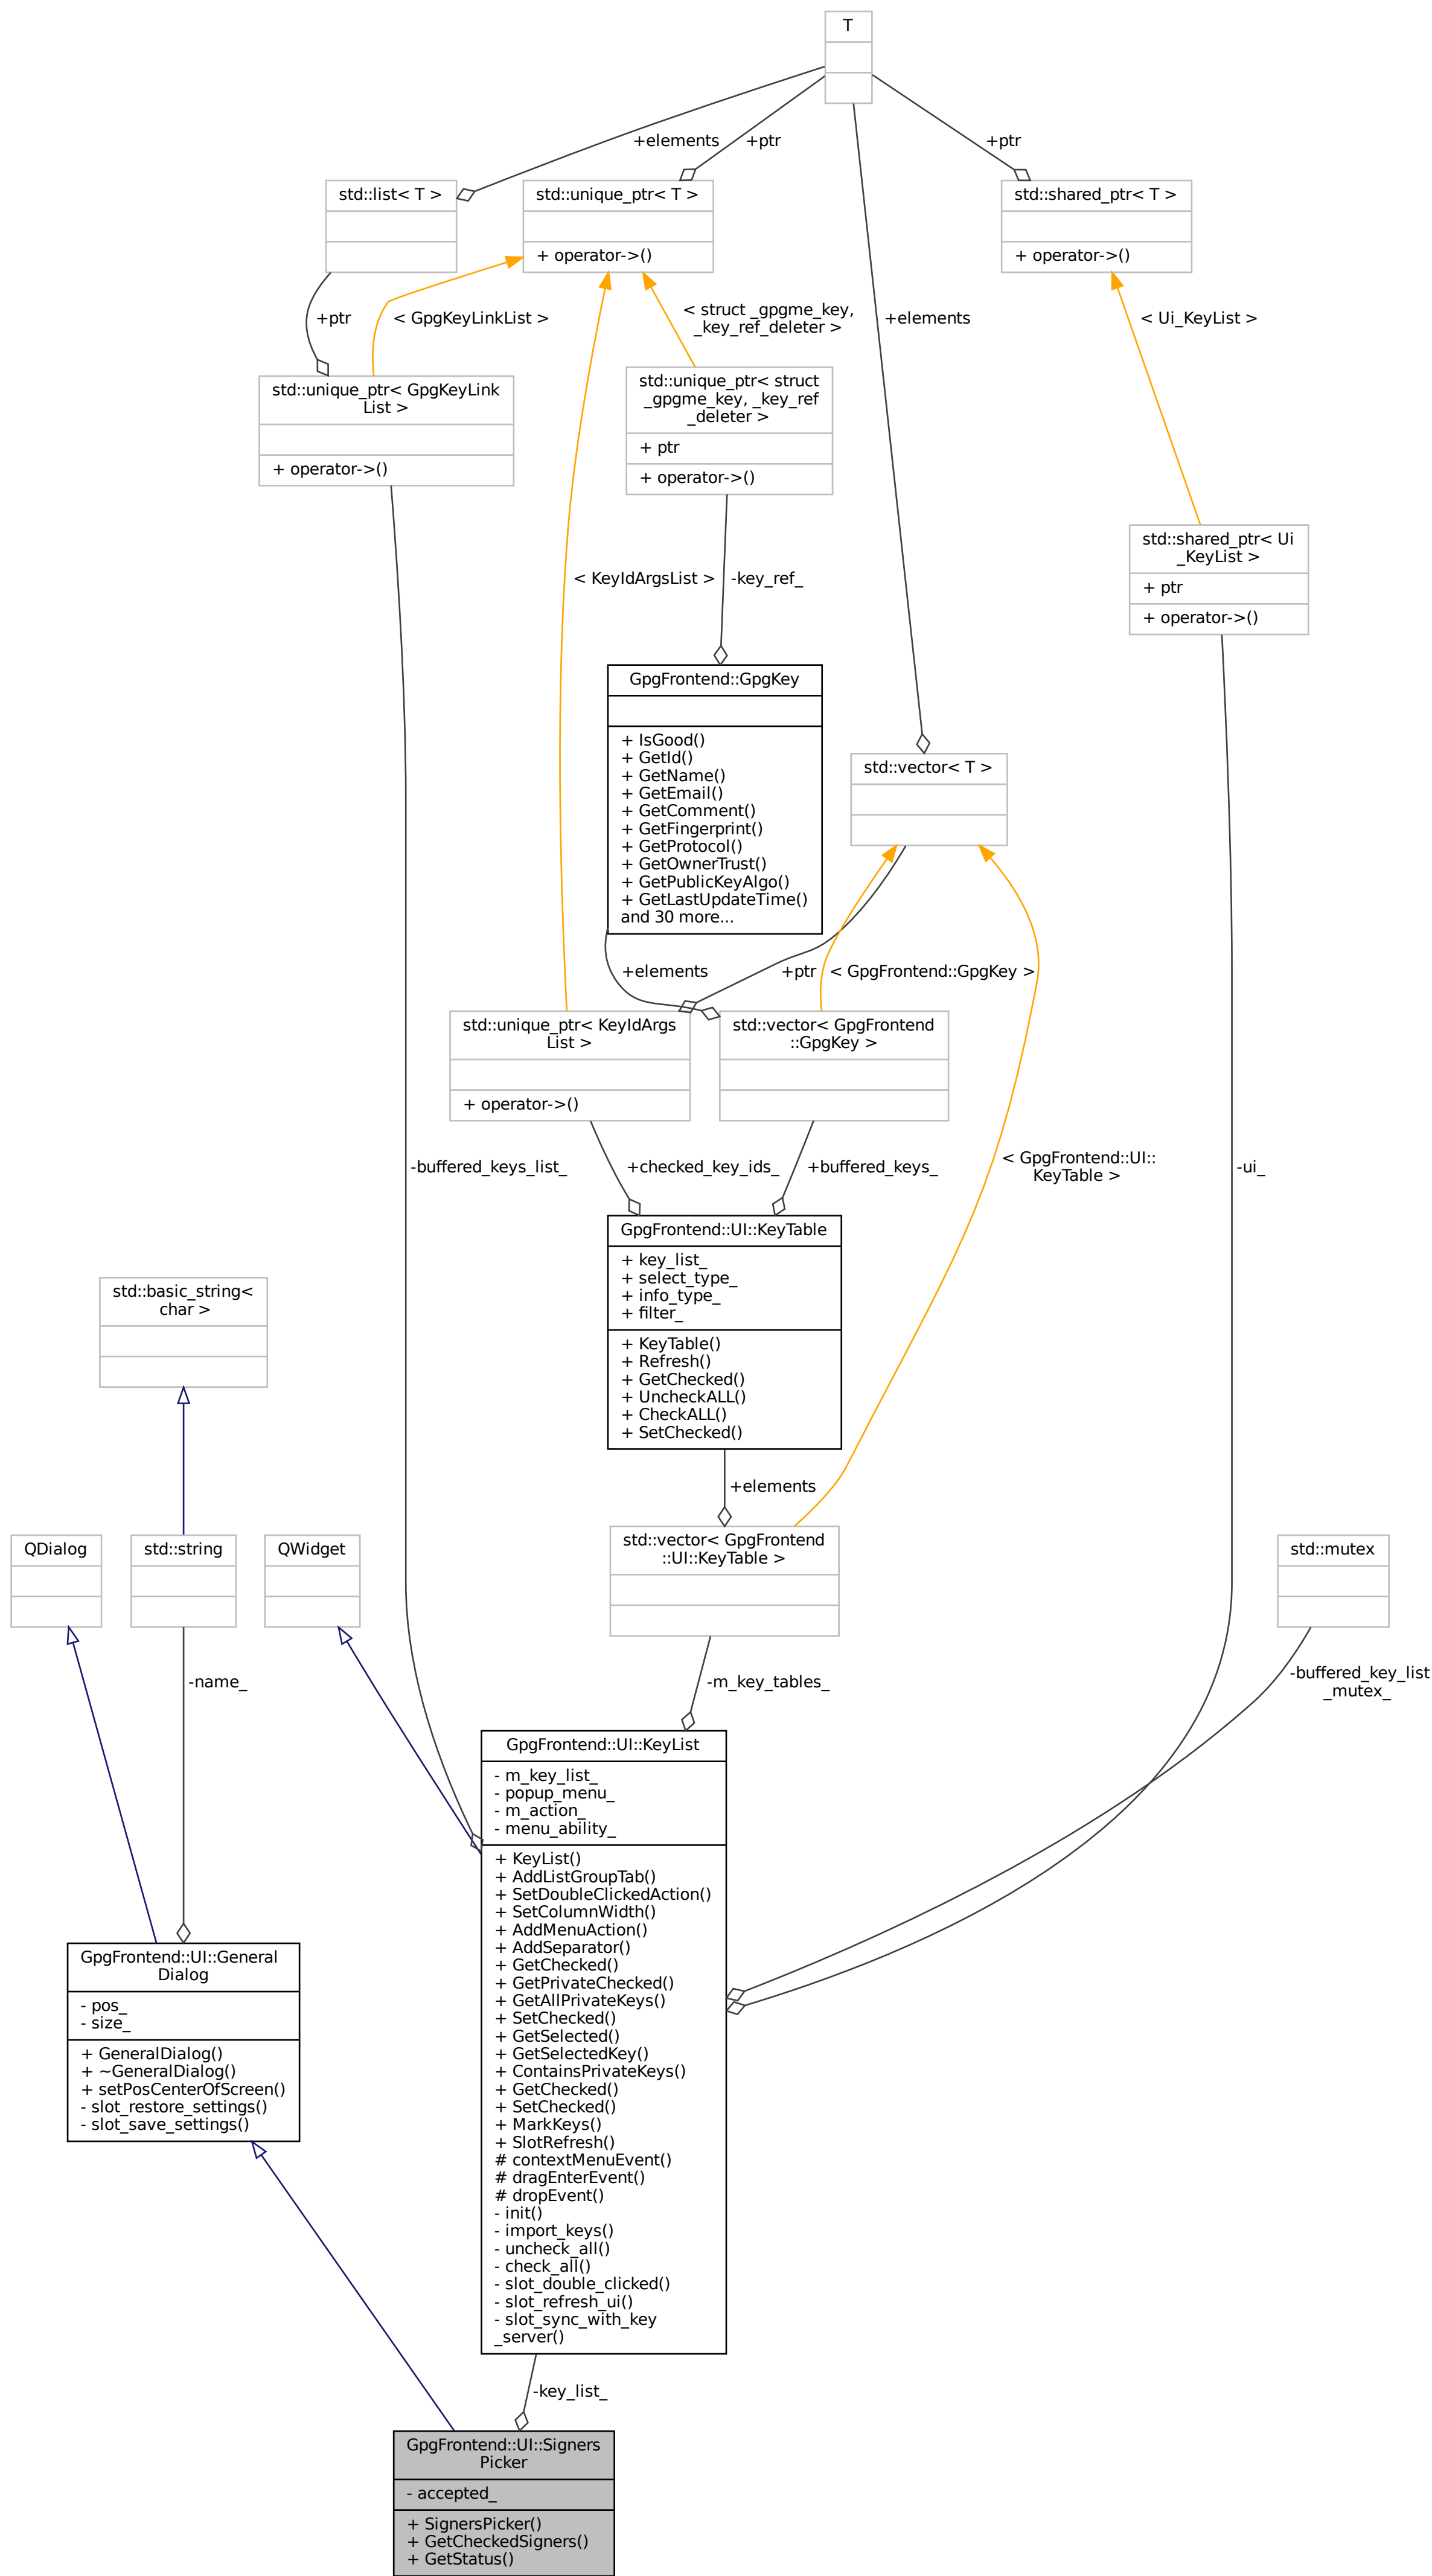 T
+elements
+ptr
+ptr
std::list< T >
std::unique_ptr< T >
+ operator->()
std::shared_ptr< T >
+ operator->()
+ptr
< GpgKeyLinkList >
< struct _gpgme_key,
_key_ref_deleter >
+elements
< Ui_KeyList >
std::unique_ptr< GpgKeyLink
List >
+ operator->()
std::unique_ptr< struct
_gpgme_key, _key_ref
_deleter >
+ ptr
+ operator->()
std::shared_ptr< Ui
_KeyList >
+ ptr
+ operator->()
< KeyIdArgsList >
-key_ref_
GpgFrontend::GpgKey
+ IsGood()
+ GetId()
+ GetName()
+ GetEmail()
+ GetComment()
+ GetFingerprint()
+ GetProtocol()
+ GetOwnerTrust()
+ GetPublicKeyAlgo()
+ GetLastUpdateTime()
and 30 more...
std::vector< T >
+elements
+ptr
< GpgFrontend::GpgKey >
std::unique_ptr< KeyIdArgs
List >
+ operator->()
std::vector< GpgFrontend
::GpgKey >
-buffered_keys_list_
+checked_key_ids_
+buffered_keys_
< GpgFrontend::UI::
KeyTable >
-ui_
GpgFrontend::UI::KeyTable
+ key_list_
+ select_type_
+ info_type_
+ filter_
+ KeyTable()
+ Refresh()
+ GetChecked()
+ UncheckALL()
+ CheckALL()
+ SetChecked()
std::basic_string<
char >
+elements
QDialog
std::string
QWidget
std::vector< GpgFrontend
::UI::KeyTable >
std::mutex
-name_
-m_key_tables_
-buffered_key_list
_mutex_
GpgFrontend::UI::KeyList
- m_key_list_
- popup_menu_
- m_action_
- menu_ability_
+ KeyList()
+ AddListGroupTab()
+ SetDoubleClickedAction()
+ SetColumnWidth()
+ AddMenuAction()
+ AddSeparator()
+ GetChecked()
+ GetPrivateChecked()
+ GetAllPrivateKeys()
+ SetChecked()
+ GetSelected()
+ GetSelectedKey()
+ ContainsPrivateKeys()
+ GetChecked()
+ SetChecked()
+ MarkKeys()
+ SlotRefresh()
# contextMenuEvent()
# dragEnterEvent()
# dropEvent()
- init()
- import_keys()
- uncheck_all()
- check_all()
- slot_double_clicked()
- slot_refresh_ui()
- slot_sync_with_key
_server()
GpgFrontend::UI::General
Dialog
- pos_
- size_
+ GeneralDialog()
+ ~GeneralDialog()
+ setPosCenterOfScreen()
- slot_restore_settings()
- slot_save_settings()
-key_list_
GpgFrontend::UI::Signers
Picker
- accepted_
+ SignersPicker()
+ GetCheckedSigners()
+ GetStatus()